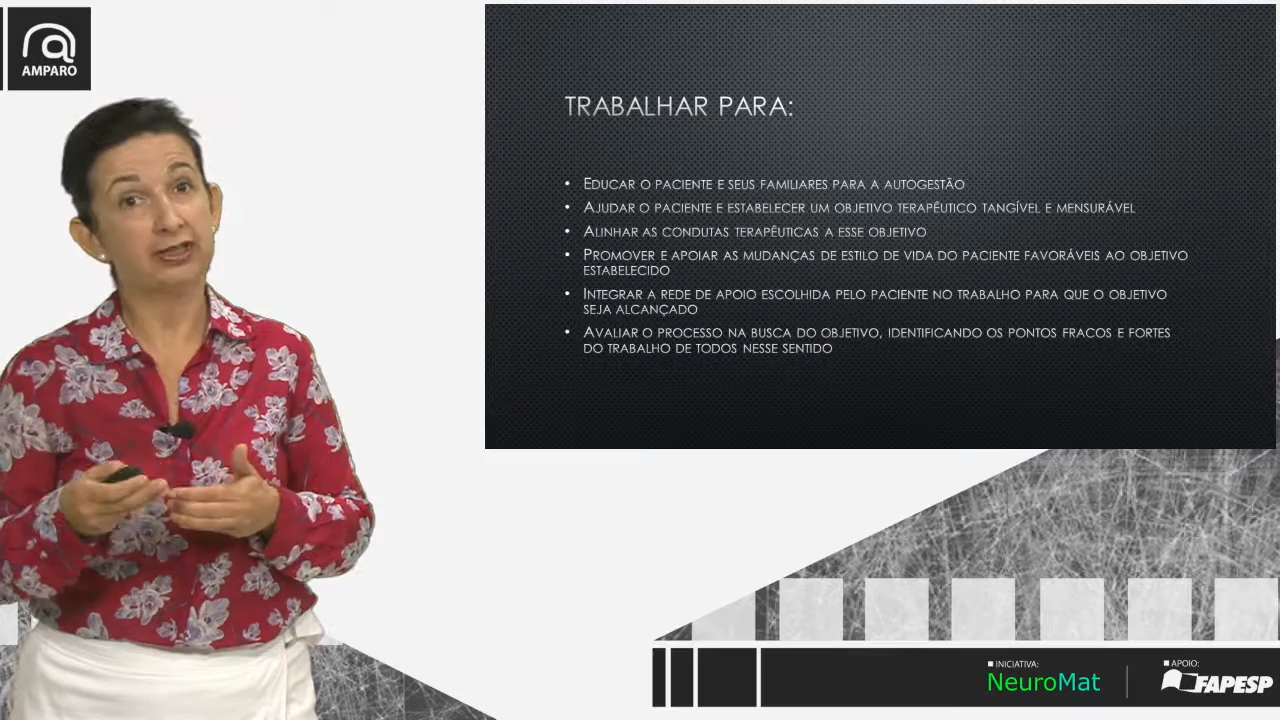 AMPARO
TRABALHAR PARA:
• EDUCAR O PACIENTE E SEUS FAMILIARES PARA A AUTOGESTÃO
• AJUDAR O PACIENTE E ESTABELECER UM OBJETIVO TERAPÊUTICO TANGÍVEL E MENSURÁVEL
• ALINHAR AS CONDUTAS TERAPÊUTICAS A ESSE OBJETIVO
• PROMOVER E APOIAR AS MUDANÇAS DE ESTILO DE VIDA DO PACIENTE FAVORÁVEIS AO OBJETIVO
ESTABELECIDO
• INTEGRAR A REDE DE APOIO ESCOLHIDA PELO PACIENTE NO TRABALHO PARA QUE O OBJETIVO
SEJA ALCANÇADO
• AVALIAR O PROCESSO NA BUSCA DO OBJETIVO, IDENTIFICANDO OS PONTOS FRACOS E FORTES
DO TRABALHO DE TODOS NESSE SENTIDO
INICIATIVA:
NeuroMat
APOIO:
FAPESP